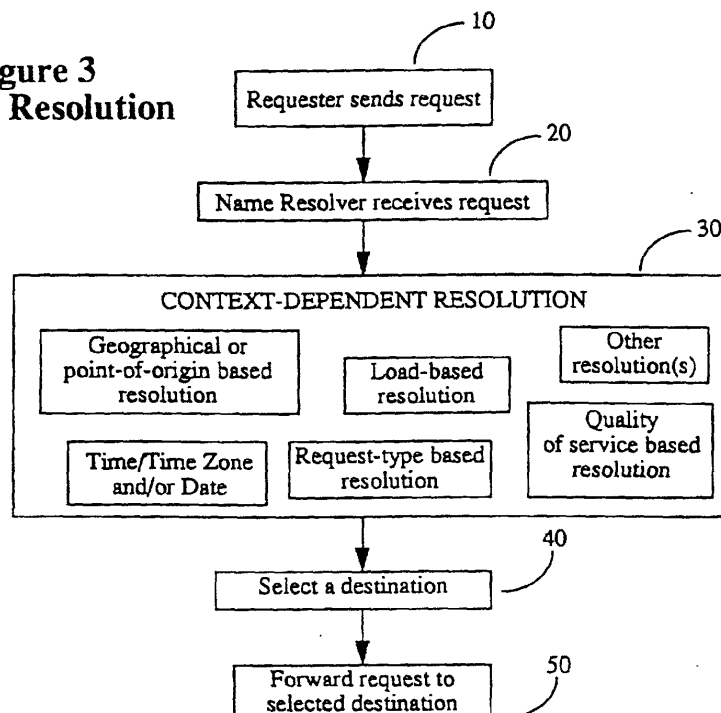 gure 3
Resolution
10
Requester sends request
20
Name Resolver receives request
30
CONTEXT-DEPENDENT RESOLUTION
Geographical or
point-of-origin based
resolution
Load-based
resolution
Other
resolution(s)
Time/Time Zone
and/or Date
Request-type based
resolution
Quality
of service based
resolution
40
Select a destination
50
Forward request to
selected destination